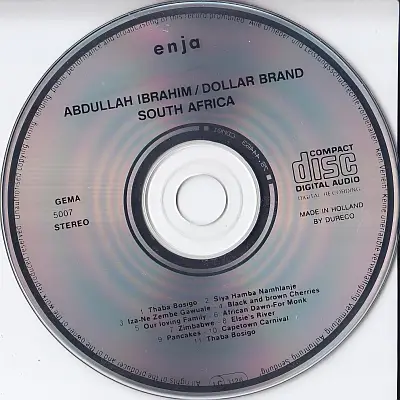 enja
ABDULLAH IBRAHIM / DOLLAR BRAND
SOUTH AFRICA
COMPACT
disc
DIGITAL AUDIO
DIGITAL RECORDING
GEMA
5007
STEREO
MADE IN HOLLAND
BY DURECO
1 Thaba Bosigo 2 Siya Hamba Namhlanje
3 Iza-Ne Zembe Gawuale 4 Black and brown Cherries
5 Our loving Family 6 African Dawn-For Monk
7 Zimbabwe 8 Elsie's River
9 Pancakes 10 Capetown Carnival
11 Thaba Bosigo